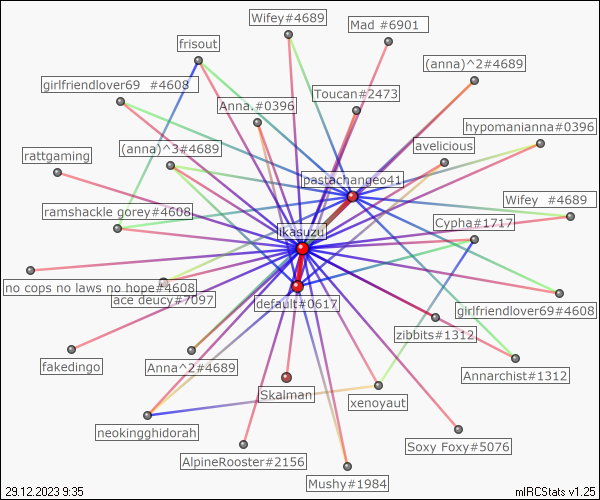 Wifey#4689
Mad #6901
frisout
(anna)^2#4689
girlfriendlover69 #4608
Toucan#2473
Anna.#0396
hypomanianna#0396
avelicious
(anna)^3#4689
rattgaming
pastachangeo41
Wifey #4689
ramshackle gorey#4608
Cypha#1717
ikasuzu
no cops no laws no hope#4608
ace deucy#7097
default#0617
girlfriendlover69#4608
zibbits#1312
fakedingo
Anna^2#4689
Annarchist#1312
Skalman
xenoyaut
neokingghidorah
Soxy Foxy#5076
AlpineRooster#2156
Mushy#1984
29.12.2023 9:35
mIRCStats v1.25